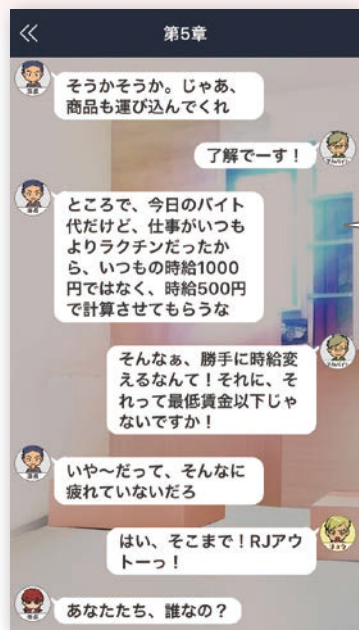 第5章
そうかそうか。じゃあ、
商品も運び込んでくれ
店長
了解でーす！
ところで、今日のバイト
代だけど、仕事がいつも
よりラクチンだったか
ら、いつもの時給1000
円ではなく、時給500円
で計算させてもらうな
店長
そんなぁ、勝手に時給変
えるなんて！それに、そ
れって最低賃金以下じゃ
ないですか！
いや〜だって、そんなに
疲れていないだろ
店長
はい、そこまで！RJアウ
トーっ！
あなたたち、誰なの？